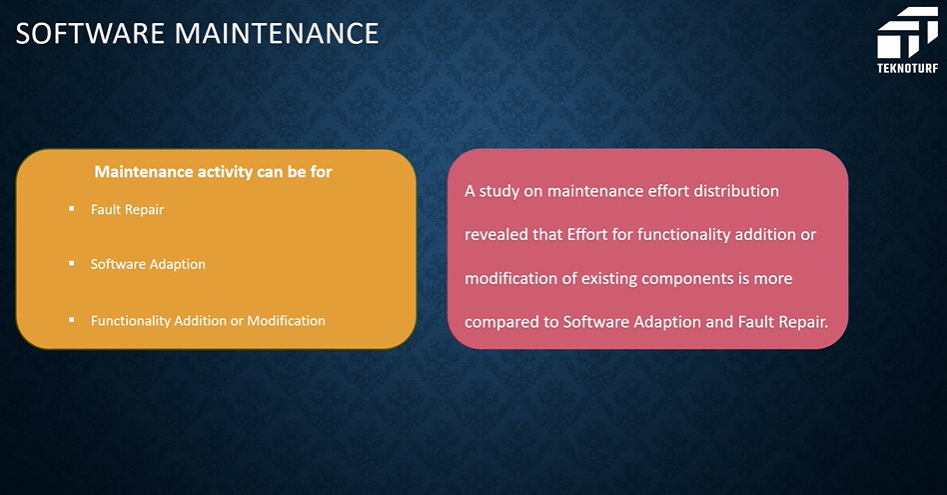 SOFTWARE MAINTENANCE
TEKNOTURF
Maintenance activity can be for
▪ Fault Repair
▪ Software Adaption
▪ Functionality Addition or Modification
A study on maintenance effort distribution
revealed that Effort for functionality addition or
modification of existing components is more
compared to Software Adaption and Fault Repair.